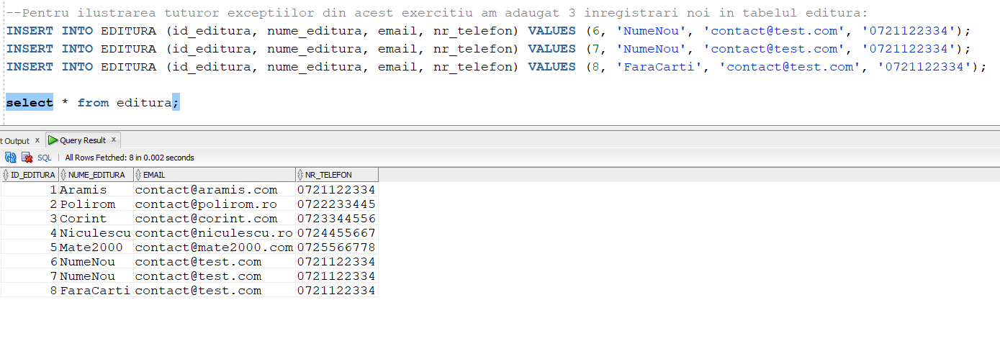 --Pentru ilustrarea tuturor exceptiilor din acest exercitiu am adaugat 3 inregistrari noi in tabelul editura:
INSERT INTO EDITURA (id_editura, nume_editura, email, nr_telefon) VALUES (6, 'NumeNou', 'contact@test.com', '0721122334');
INSERT INTO EDITURA (id_editura, nume_editura, email, nr_telefon) VALUES (7, 'NumeNou', 'contact@test.com', '0721122334');
INSERT INTO EDITURA (id_editura, nume_editura, email, nr_telefon) VALUES (8, 'FaraCarti', 'contact@test.com', '0721122334');
select * from editura;
t Output x Query Result x
SQL | All Rows Fetched: 8 in 0.002 seconds
ID_EDITURA NUME_EDITURA EMAIL NR_TELEFON
1 Aramis contact@aramis.com 0721122334
2 Polirom contact@polirom.ro 0722233445
3 Corint contact@corint.com 0723344556
4 Niculescu contact@niculescu.ro 0724455667
5 Mate2000 contact@mate2000.com 0725566778
6 NumeNou contact@test.com 0721122334
7 NumeNou contact@test.com 0721122334
8 FaraCarti contact@test.com 0721122334